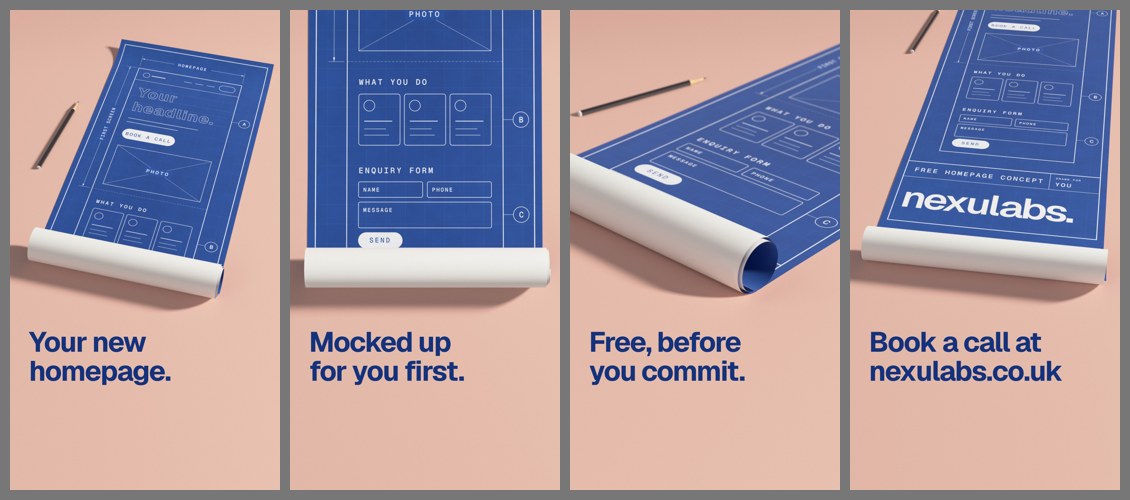 HOMEPAGE
Your
headline.
FIRST SCREEN
BOOK A CALL
A
PHOTO
WHAT YOU DO
B
Your new
homepage.
PHOTO
WHAT YOU DO
B
ENQUIRY FORM
NAME
PHONE
MESSAGE
C
SEND
Mocked up
for you first.
WHAT YOU DO
ENQUIRY FORM
NAME
PHONE
MESSAGE
SEND
C
Free, before
you commit.
BOOK A CALL
PHOTO
WHAT YOU DO
B
ENQUIRY FORM
NAME
PHONE
MESSAGE
SEND
C
FREE HOMEPAGE CONCEPT
YOU
nexulabs.
Book a call at
nexulabs.co.uk